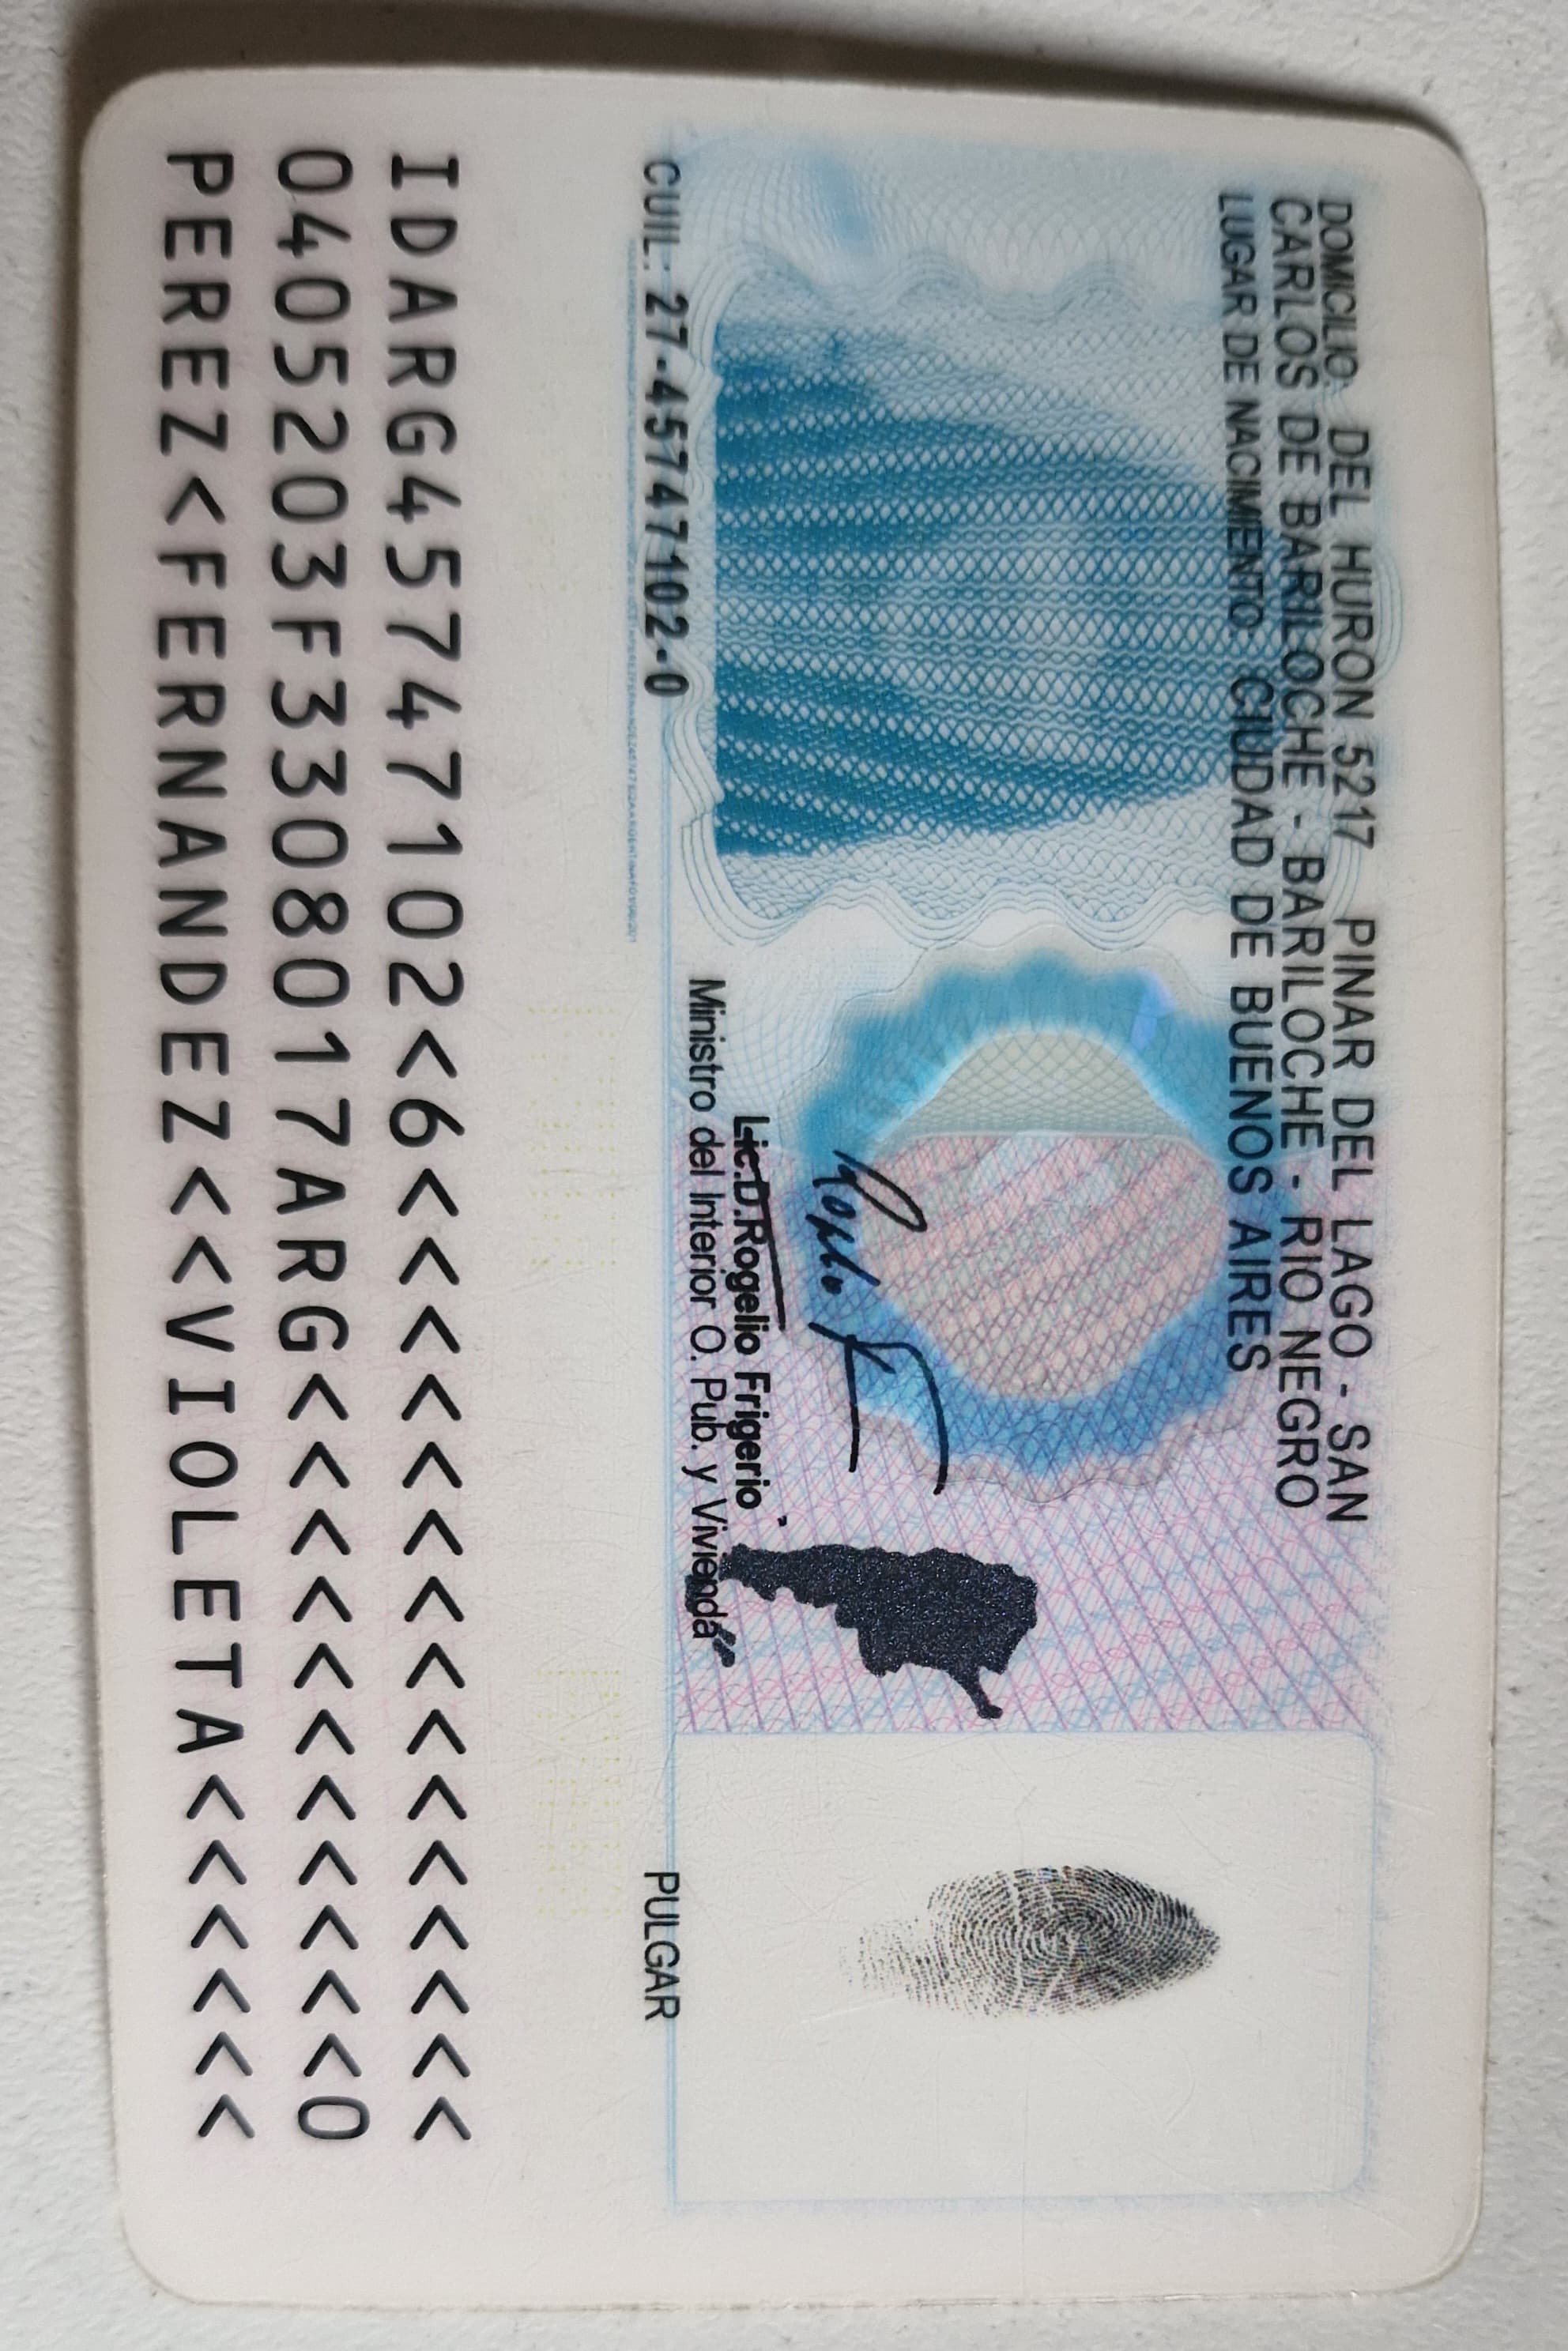 DOMICILIO: DEL HURON 5217 PINAR DEL LAGO - SAN
CARLOS DE BARILOCHE - BARILOCHE - RIO NEGRO
LUGAR DE NACIMIENTO: CIUDAD DE BUENOS AIRES
Lic.D.Rogelio Frigerio
Ministro del Interior O. Pub. y Vivienda
CUIL: 27-45747102-0
PULGAR
IDARG45747102<6<<<<<<<<<<<<<<<
0405203F3308017ARG<<<<<<<<<<<0
PEREZ<FERNANDEZ<<VIOLETA<<<<<<